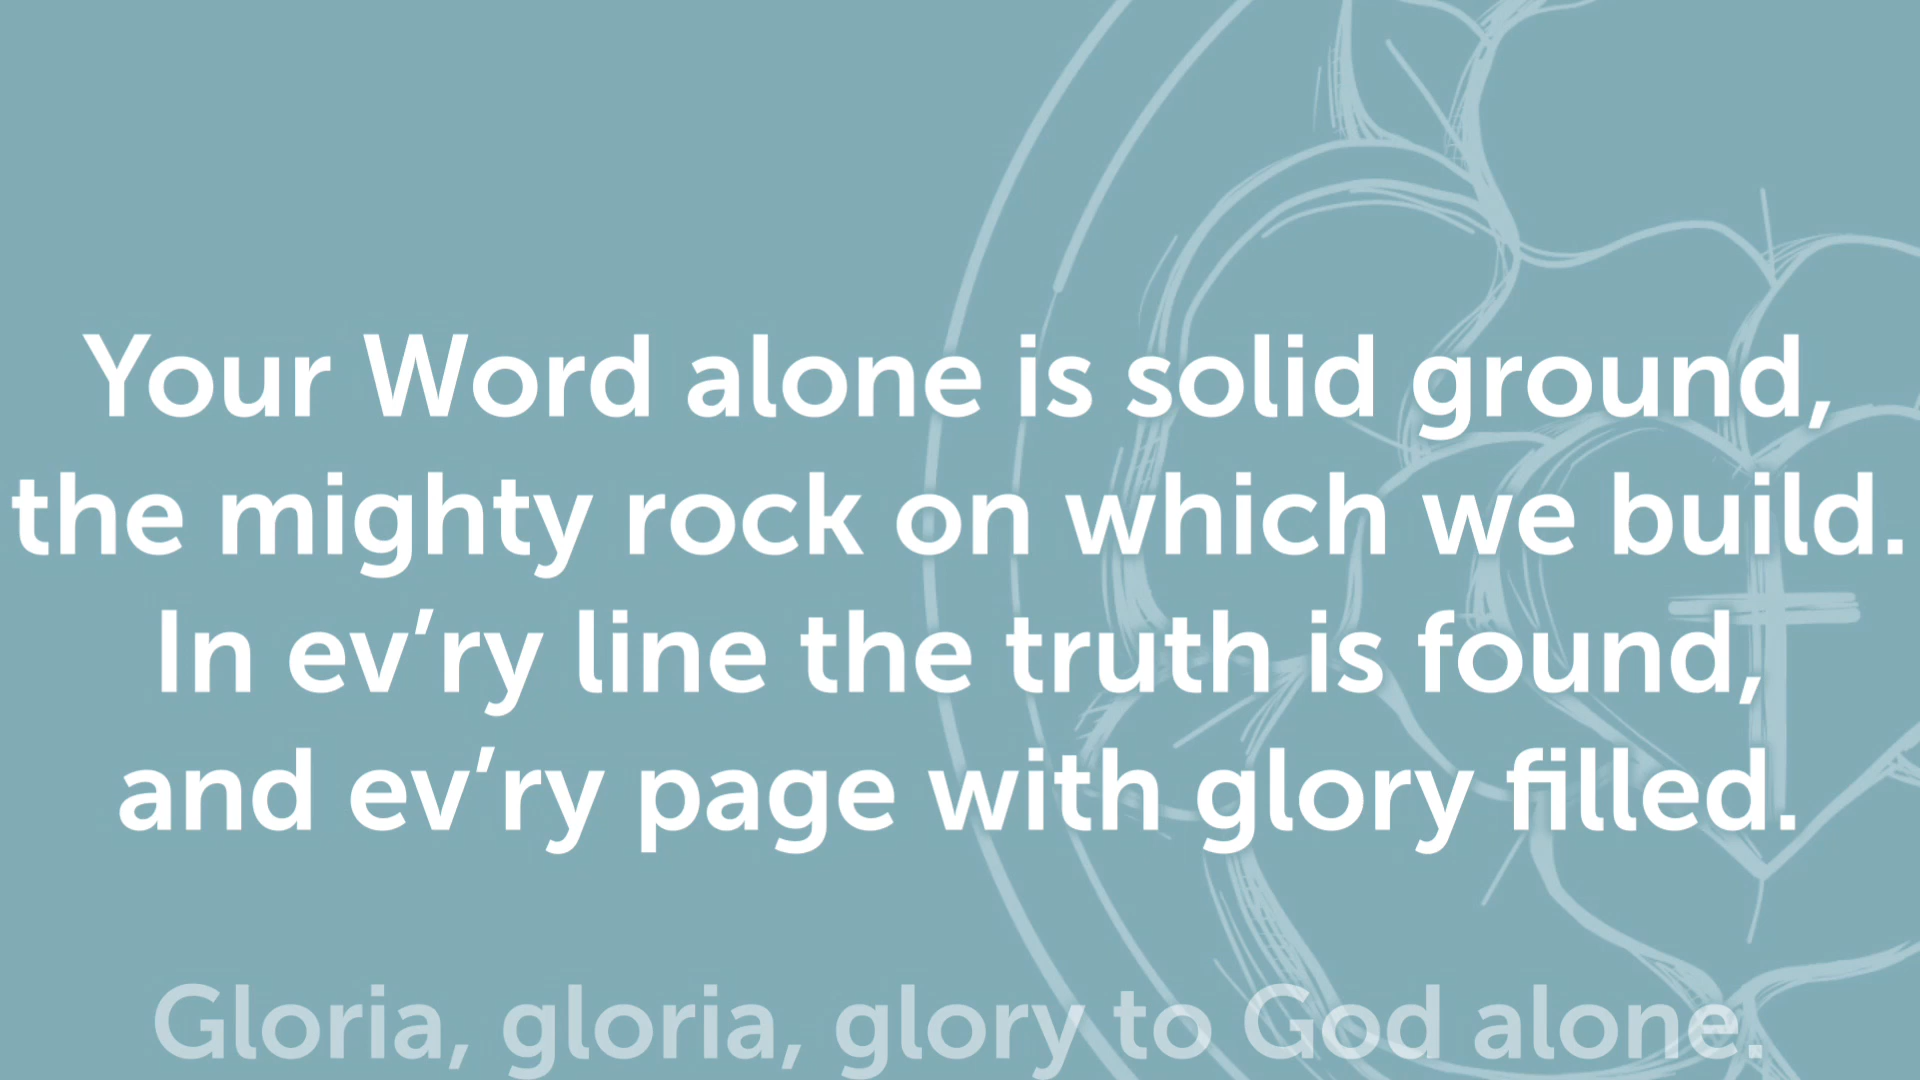 Your Word alone is solid ground,
the mighty rock on which we build.
In ev’ry line the truth is found,
and ev’ry page with glory filled.
Gloria, gloria, glory to God alone.